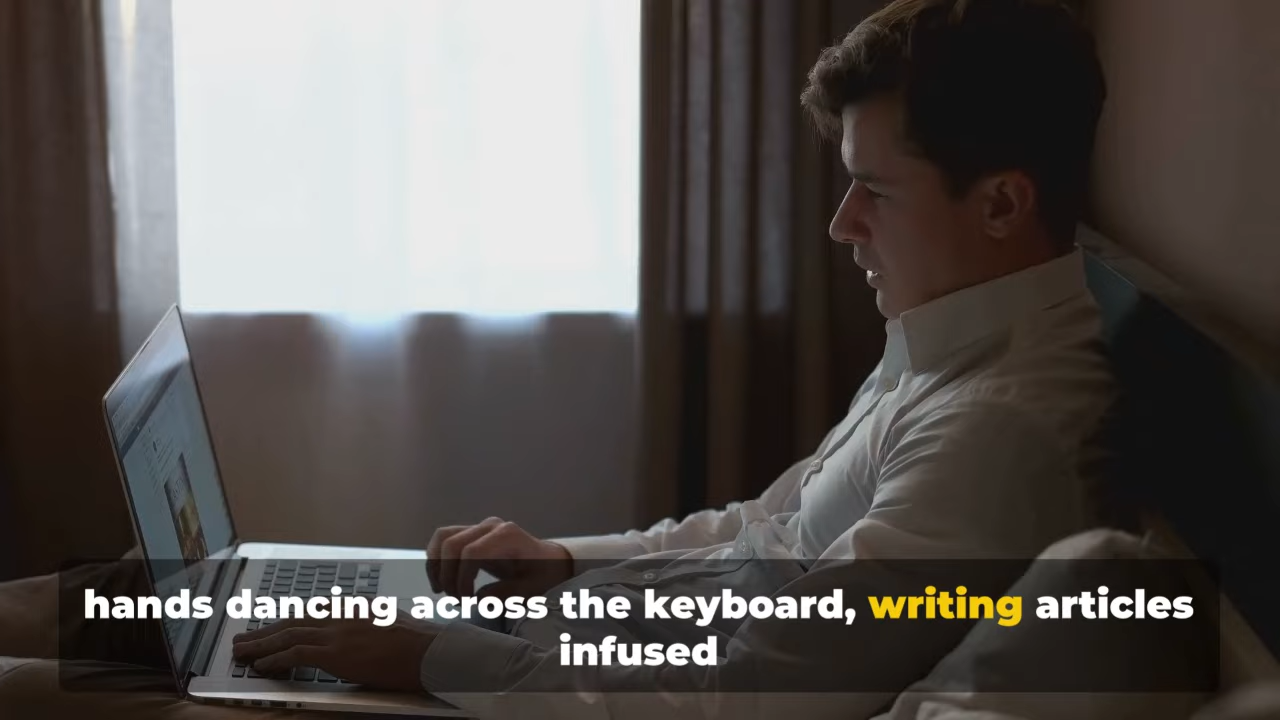 hands dancing across the keyboard, writing articles
infused